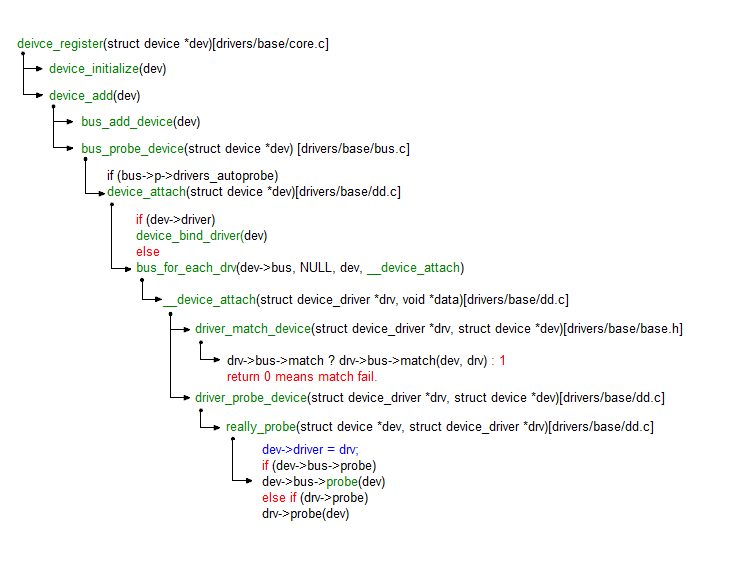 deivce_register(struct device *dev)[drivers/base/core.c]
device_initialize(dev)
device_add(dev)
bus_add_device(dev)
bus_probe_device(struct device *dev) [drivers/base/bus.c]
if (bus->p->drivers_autoprobe)
device_attach(struct device *dev)[drivers/base/dd.c]
if (dev->driver)
device_bind_driver(dev)
else
bus_for_each_drv(dev->bus, NULL, dev, __device_attach)
__device_attach(struct device_driver *drv, void *data)[drivers/base/dd.c]
driver_match_device(struct device_driver *drv, struct device *dev)[drivers/base/base.h]
drv->bus->match ? drv->bus->match(dev, drv) : 1
return 0 means match fail.
driver_probe_device(struct device_driver *drv, struct device *dev)[drivers/base/dd.c]
really_probe(struct device *dev, struct device_driver *drv)[drivers/base/dd.c]
dev->driver = drv;
if (dev->bus->probe)
dev->bus->probe(dev)
else if (drv->probe)
drv->probe(dev)